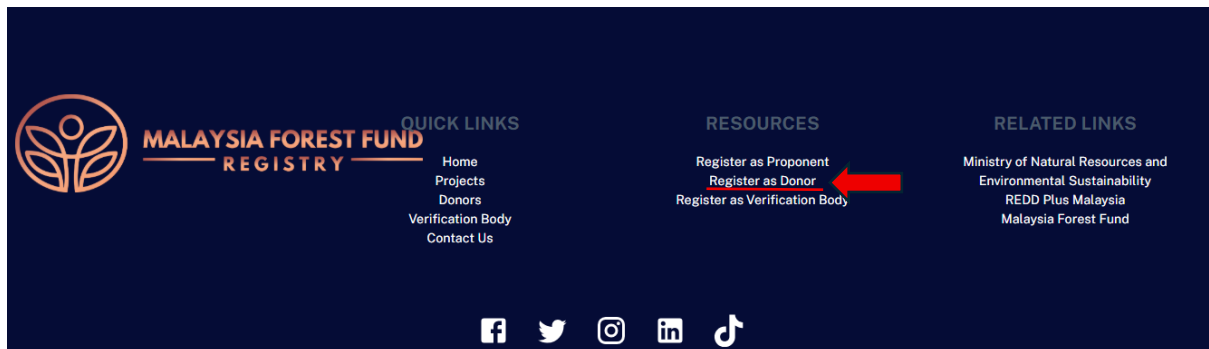 MALAYSIA FOREST FUND
REGISTRY
QUICK LINKS
Home
Projects
Donors
Verification Body
Contact Us
RESOURCES
Register as Proponent
Register as Donor
Register as Verification Body
RELATED LINKS
Ministry of Natural Resources and
Environmental Sustainability
REDD Plus Malaysia
Malaysia Forest Fund